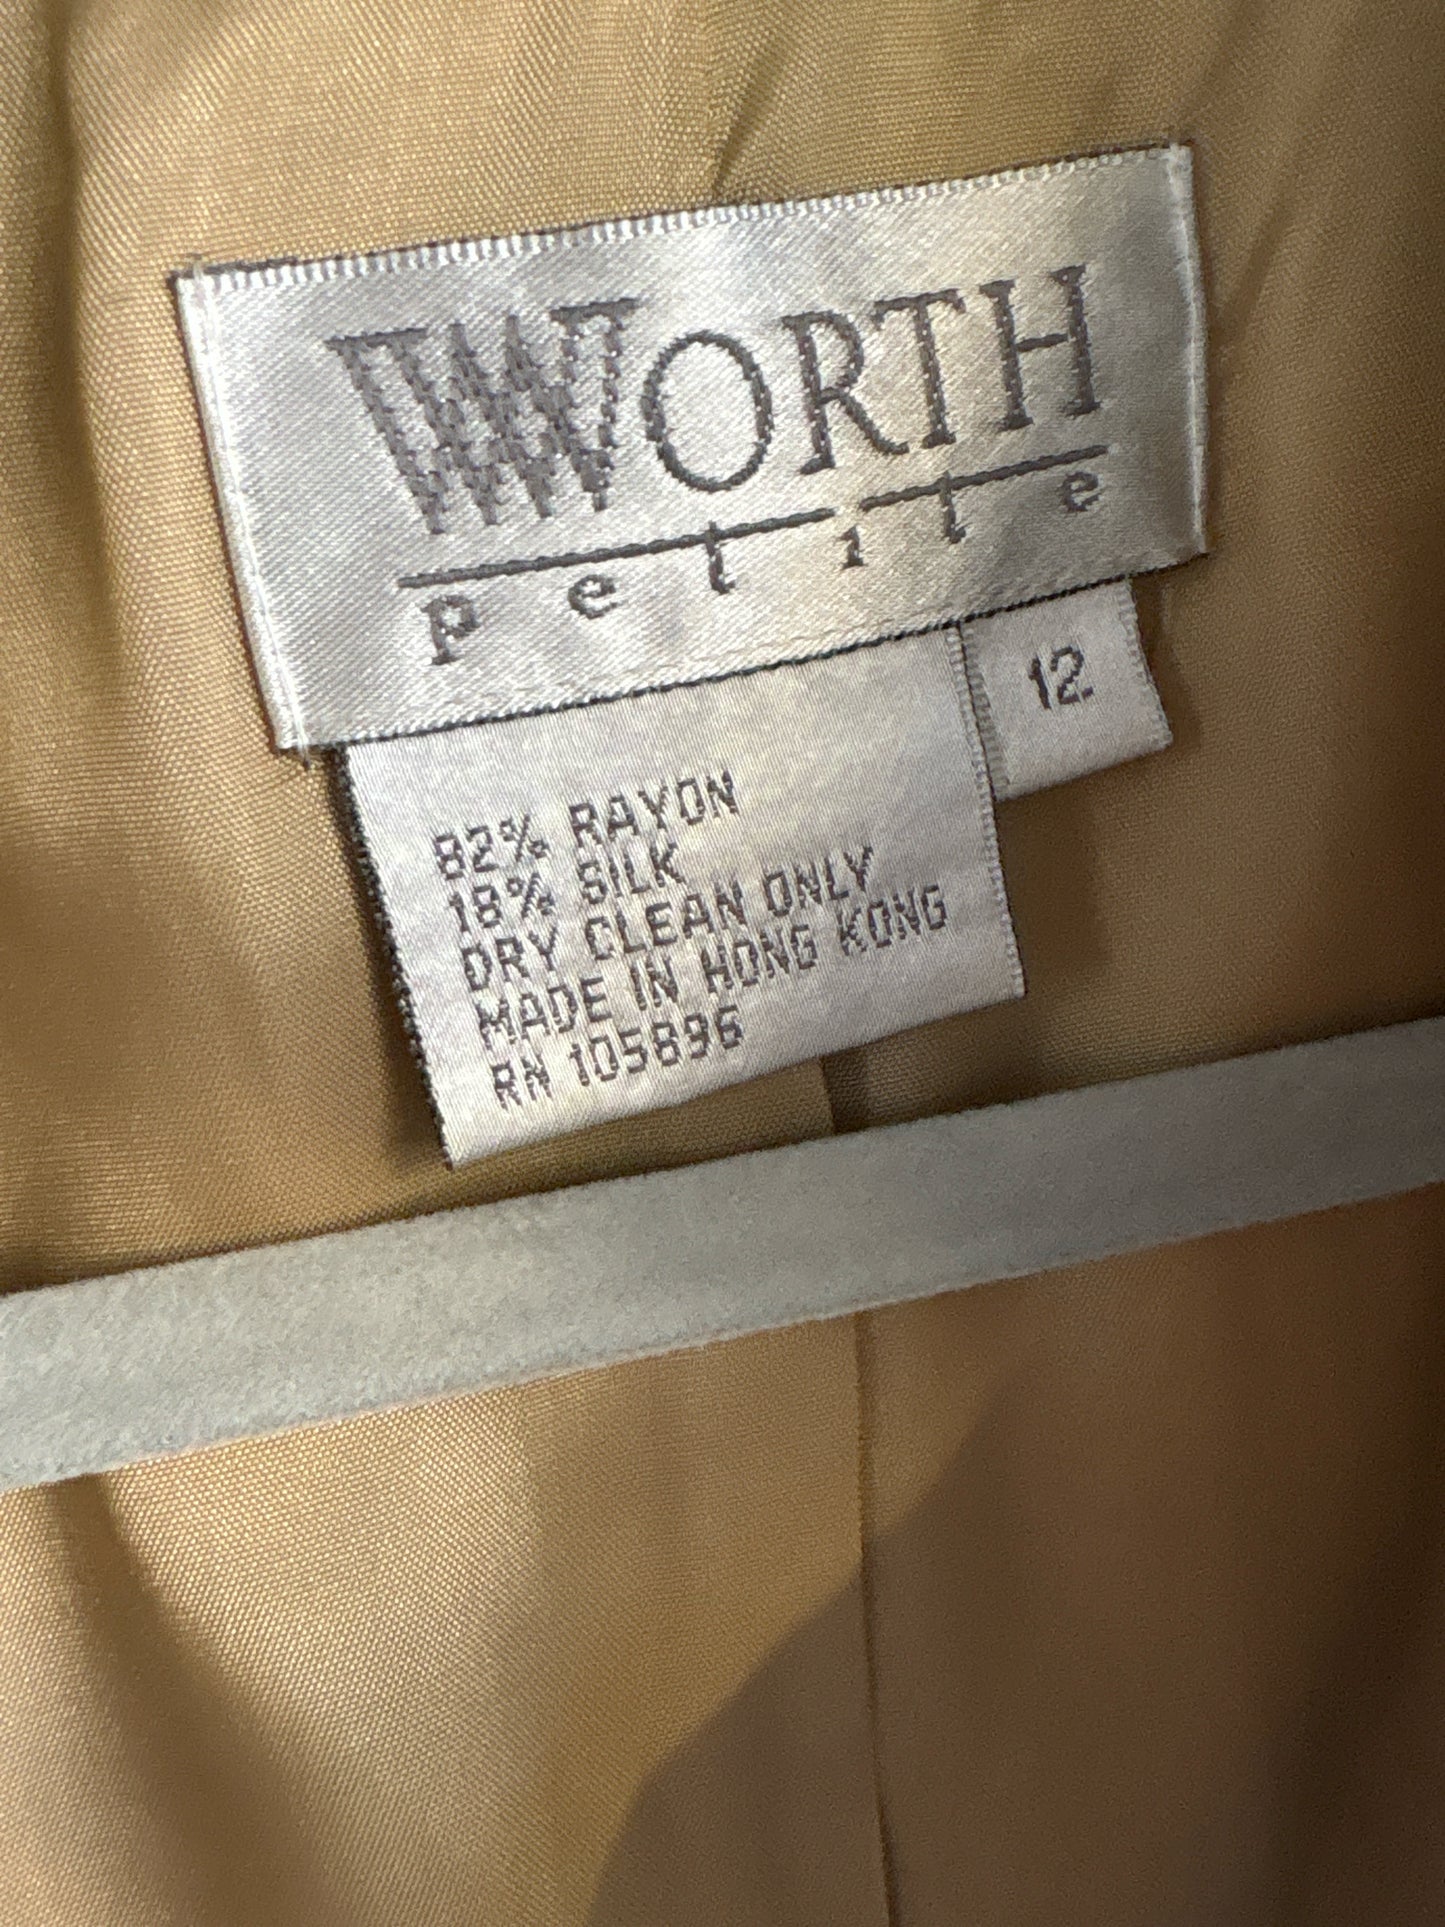 WORTH
petite
12
82% RAYON
18% SILK
DRY CLEAN ONLY
MADE IN HONG KONG
RN 105896